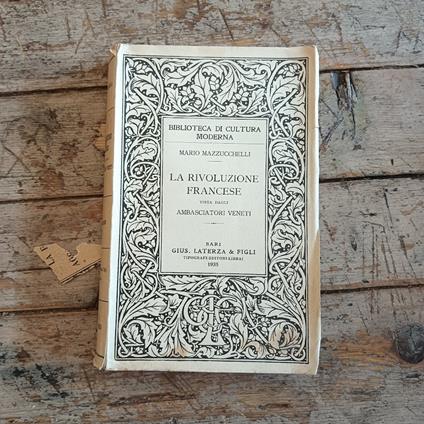 BIBLIOTECA DI CULTURA
MODERNA
MARIO MAZZUCCHELLI
LA RIVOLUZIONE
FRANCESE
VISTA DAGLI
AMBASCIATORI VENETI
BARI
GIUS. LATERZA & FIGLI
TIPOGRAFI-EDITORI-LIBRAI
1935